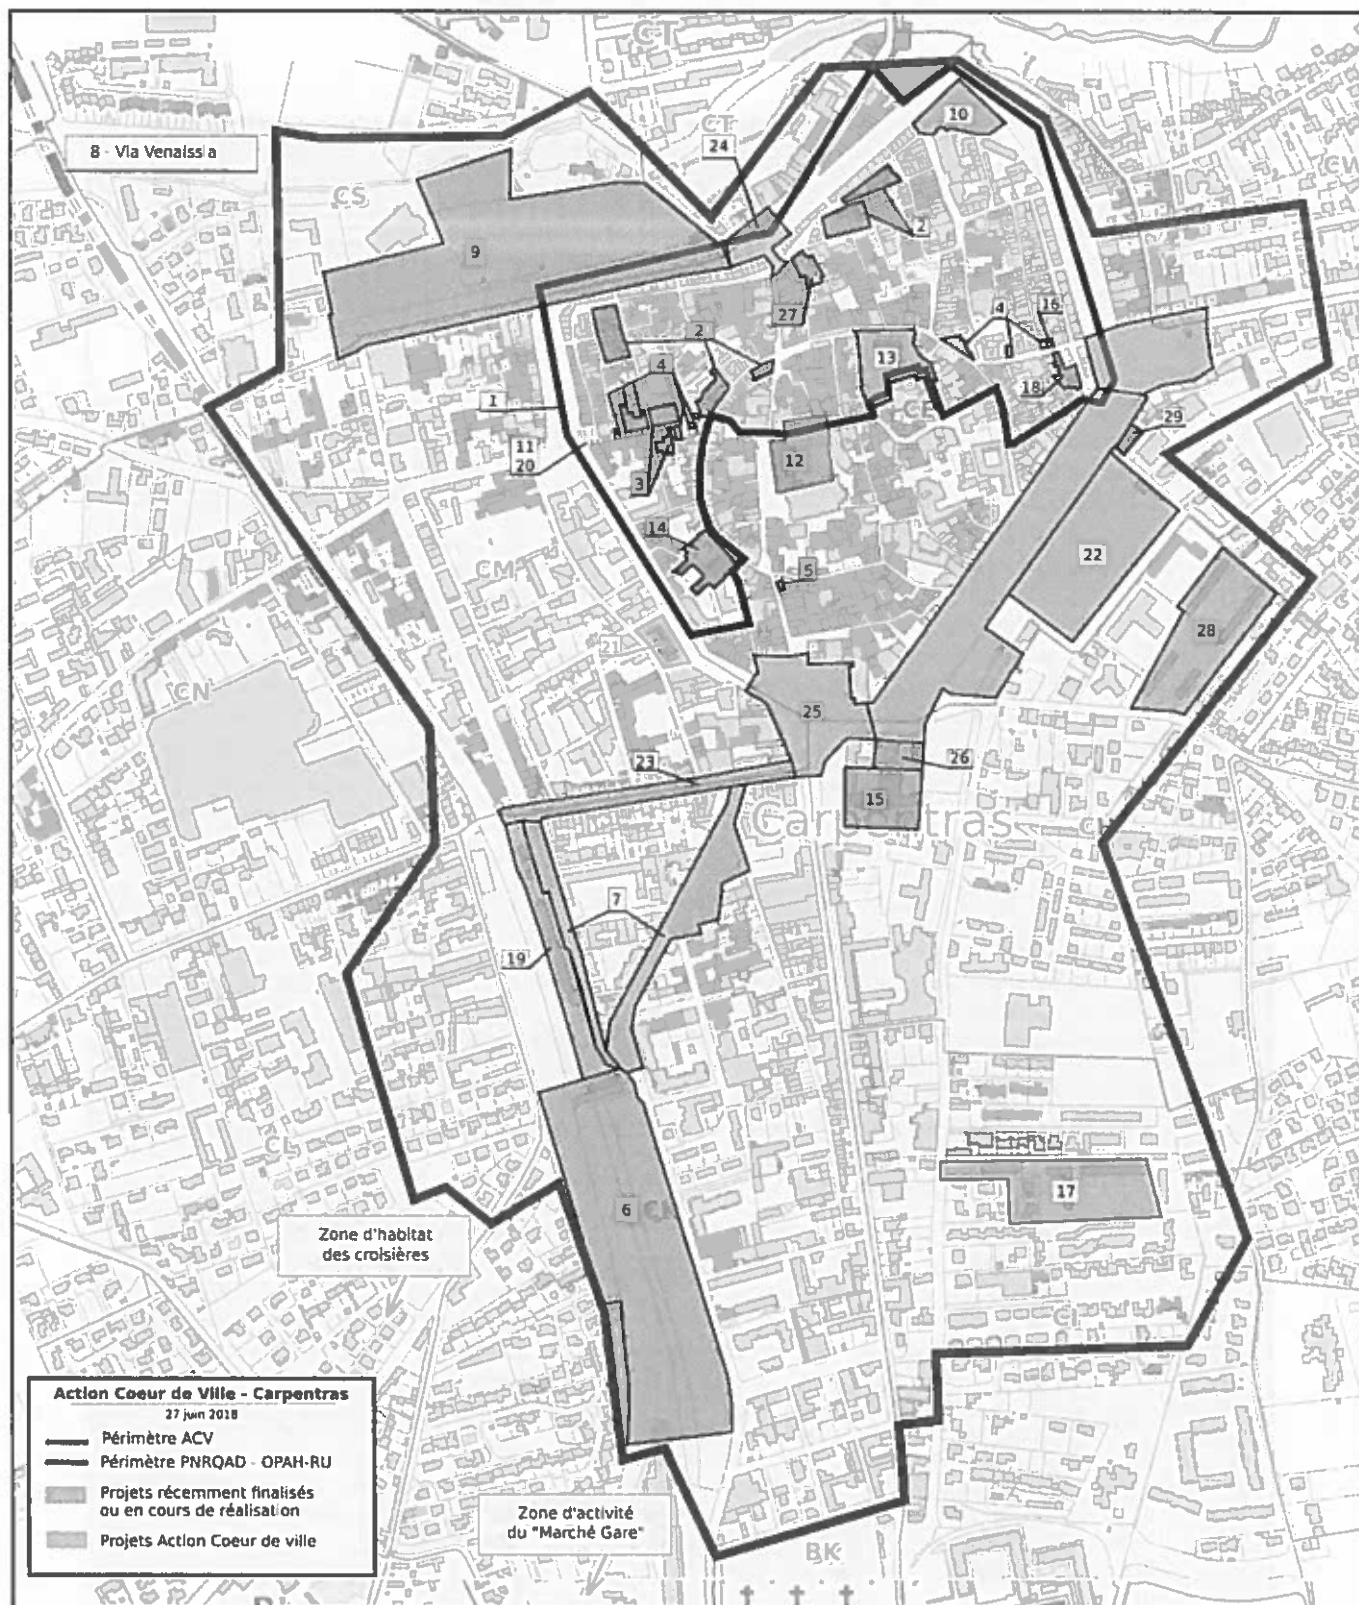 CT
8 - Via Venaissia
CT
24
10
CS
CW
9
2
27
2
4
16
13
4
1
18
CE
29
11
20
12
3
14
22
CM
5
28
21
CN
25
23
26
15
Carpentras
7
19
CL
17
6
Zone d'habitat
des croisières
CI
Action Coeur de Ville - Carpentras
27 juin 2018
Périmètre ACV
Périmètre PNRQAD - OPAH-RU
Projets récemment finalisés
ou en cours de réalisation
Projets Action Coeur de ville
Zone d'activité
du "Marché Gare"
BK